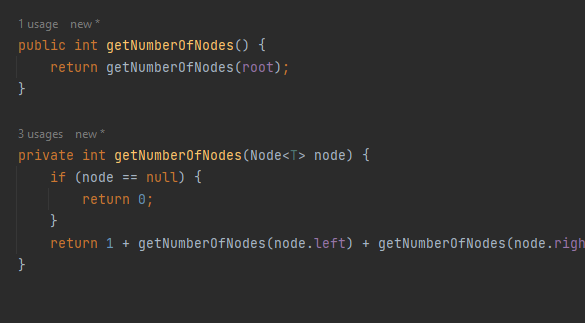 1 usage new *
public int getNumberOfNodes() {
    return getNumberOfNodes(root);
}
3 usages new *
private int getNumberOfNodes(Node<T> node) {
    if (node == null) {
        return 0;
    }
    return 1 + getNumberOfNodes(node.left) + getNumberOfNodes(node.righ
}